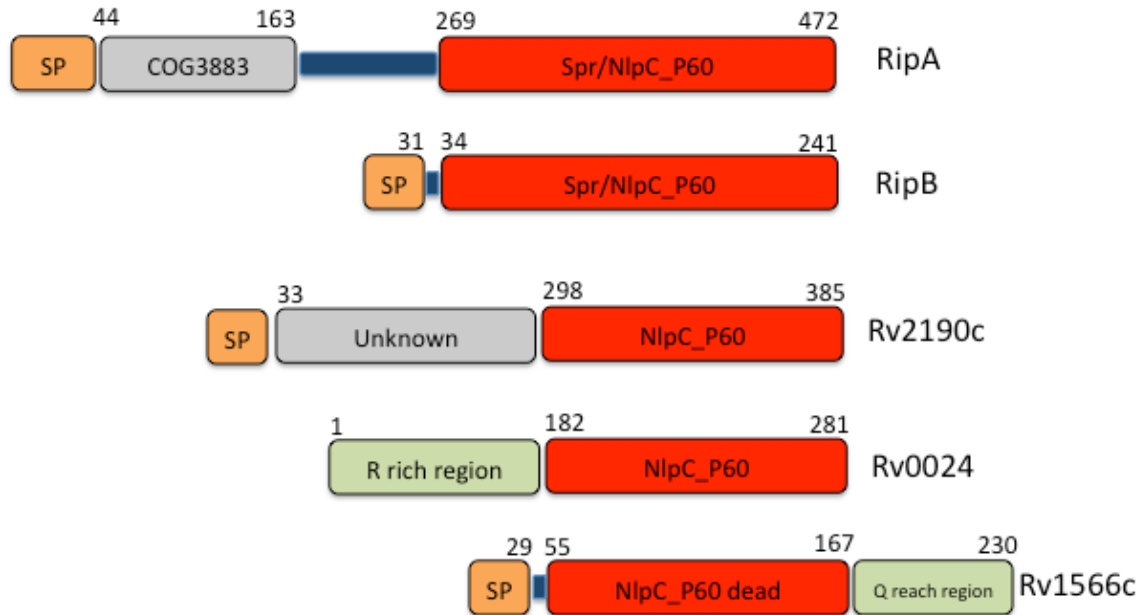 44 163 269 472
SP COG3883 Spr/NlpC_P60 RipA
31 34 241
SP Spr/NlpC_P60 RipB
33 298 385
SP Unknown NlpC_P60 Rv2190c
1 182 281
R rich region NlpC_P60 Rv0024
29 55 167 230
SP NlpC_P60 dead Q reach region Rv1566c